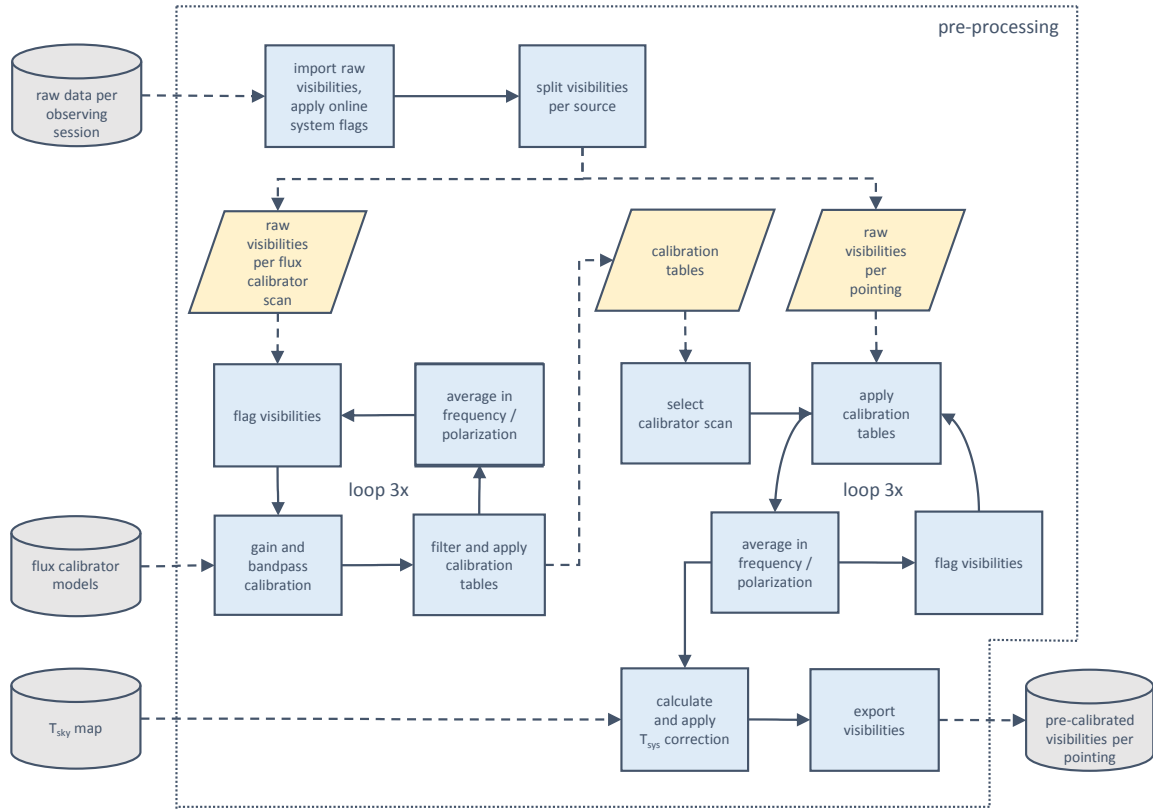 pre-processing
raw data per
observing
session
import raw
visibilities,
apply online
system flags
split visibilities
per source
raw
visibilities
per flux
calibrator
scan
calibration
tables
raw
visibilities
per
pointing
flag visibilities
average in
frequency /
polarization
select
calibrator scan
apply
calibration
tables
loop 3x
loop 3x
flux calibrator
models
gain and
bandpass
calibration
filter and apply
calibration
tables
average in
frequency /
polarization
flag visibilities
Tsky map
calculate
and apply
Tsys correction
export
visibilities
pre-calibrated
visibilities per
pointing